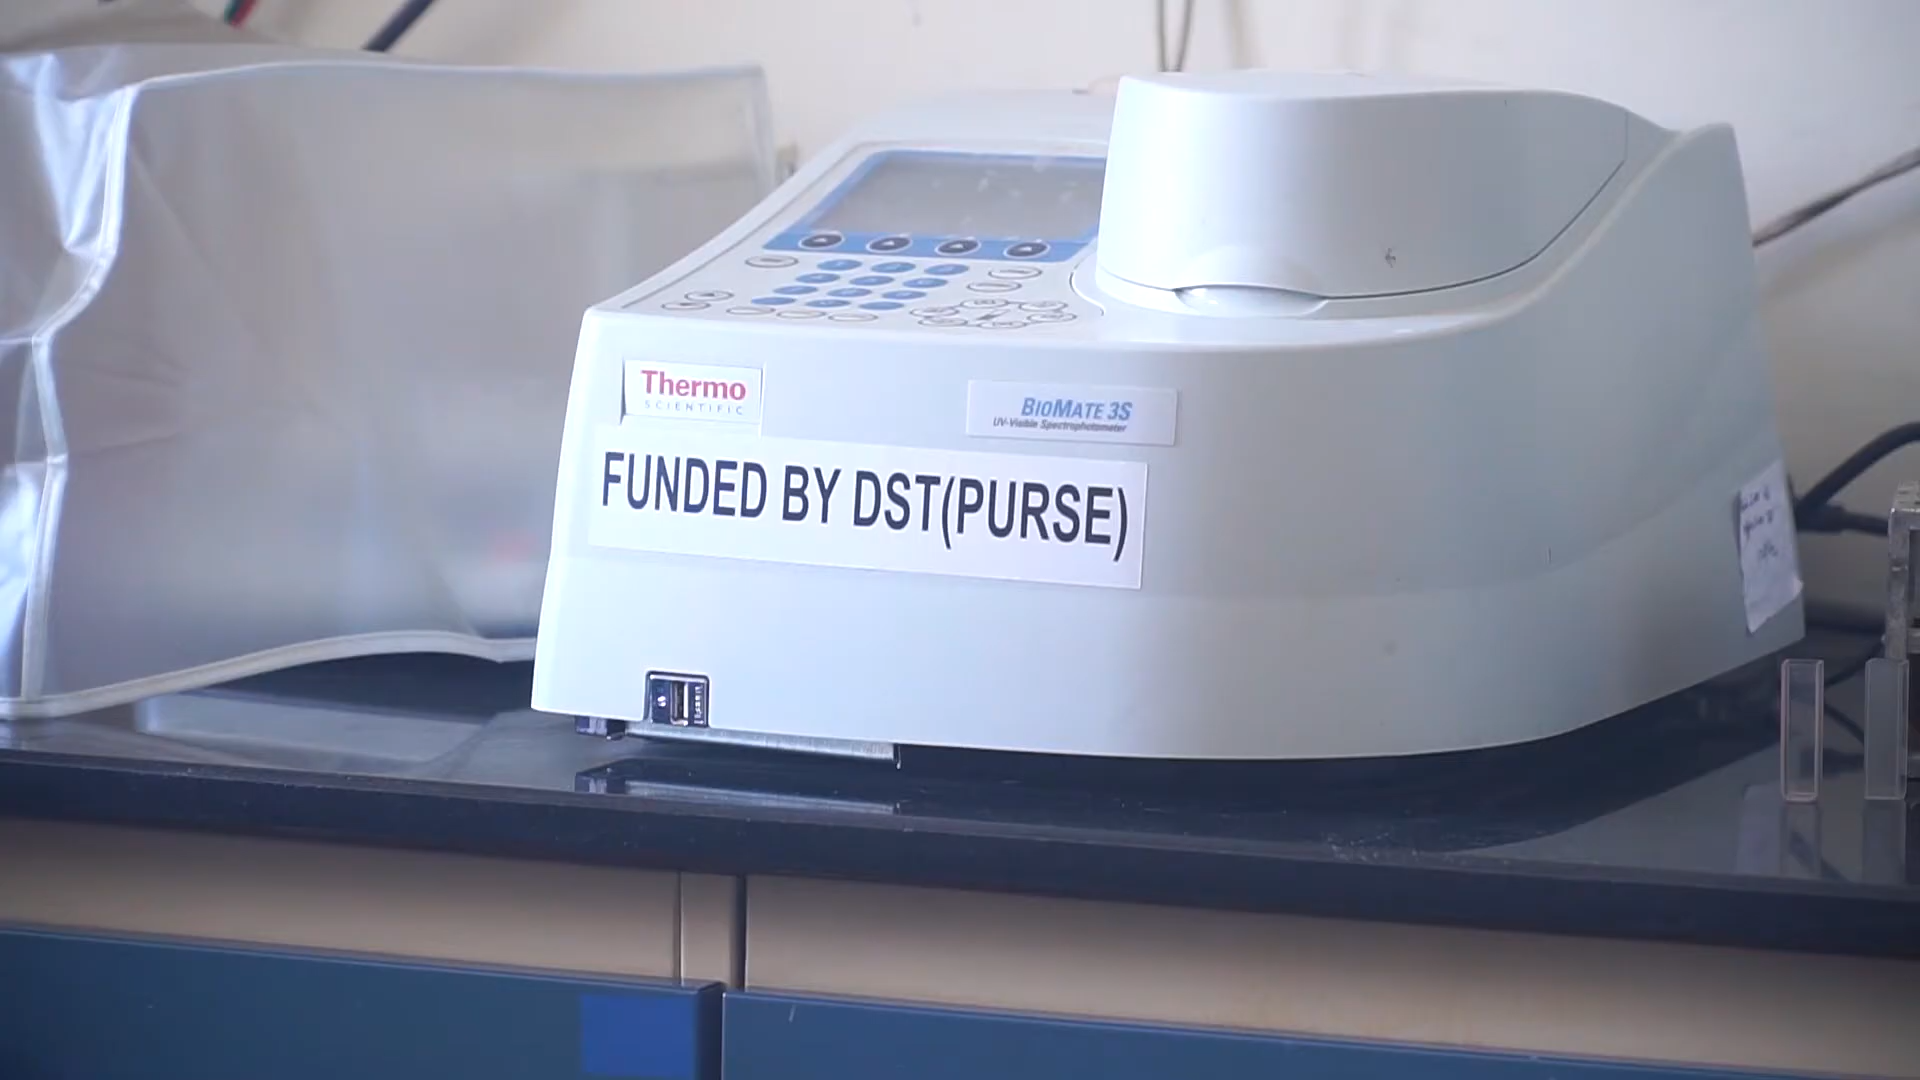 Thermo
SCIENTIFIC
BIOMATE 3S
UV-Visible Spectrophotometer
FUNDED BY DST(PURSE)